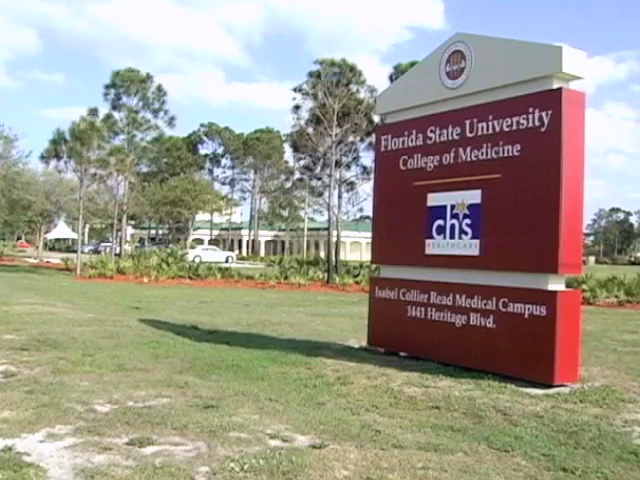 Florida State University
College of Medicine
chs
HEALTHCARE
Isabel Collier Read Medical Campus
1441 Heritage Blvd.